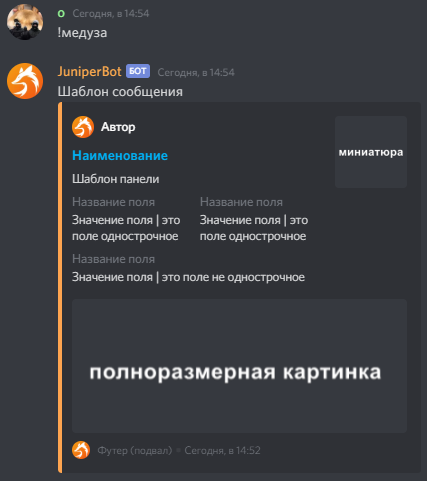 o Сегодня, в 14:54
!медуза
JuniperBot БОТ Сегодня, в 14:54
Шаблон сообщения
Автор
миниатюра
Наименование
Шаблон панели
Название поля Название поля
Значение поля | это Значение поля | это
поле однострочное поле однострочное
Название поля
Значение поля | это поле не однострочное
полноразмерная картинка
Футер (подвал) • Сегодня, в 14:52